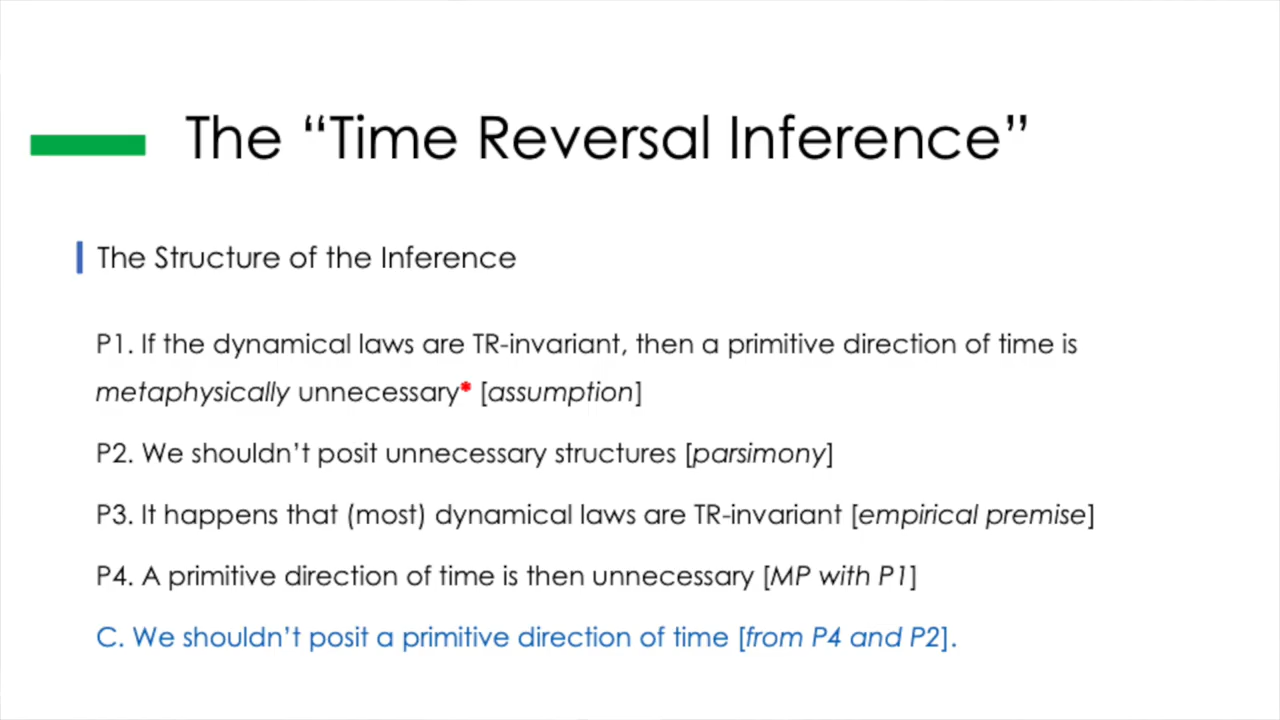 The “Time Reversal Inference”
The Structure of the Inference
P1. If the dynamical laws are TR-invariant, then a primitive direction of time is
metaphysically unnecessary* [assumption]
P2. We shouldn’t posit unnecessary structures [parsimony]
P3. It happens that (most) dynamical laws are TR-invariant [empirical premise]
P4. A primitive direction of time is then unnecessary [MP with P1]
C. We shouldn’t posit a primitive direction of time [from P4 and P2].